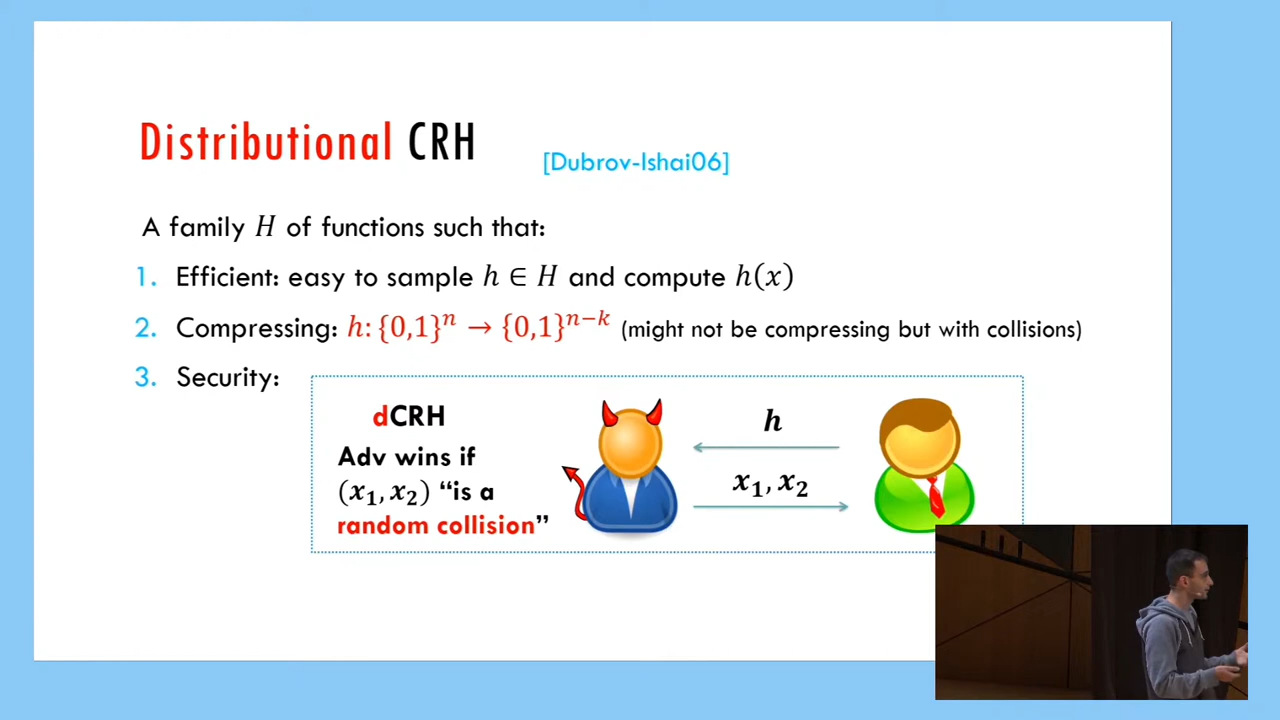 Distributional CRH
[Dubrov-Ishai06]
A family H of functions such that:
1. Efficient: easy to sample h ∈ H and compute h(x)
2. Compressing: h: {0,1}ⁿ → {0,1}ⁿ⁻ᵏ (might not be compressing but with collisions)
3. Security:
dCRH
Adv wins if
(x₁, x₂) “is a
random collision”
h
x₁, x₂